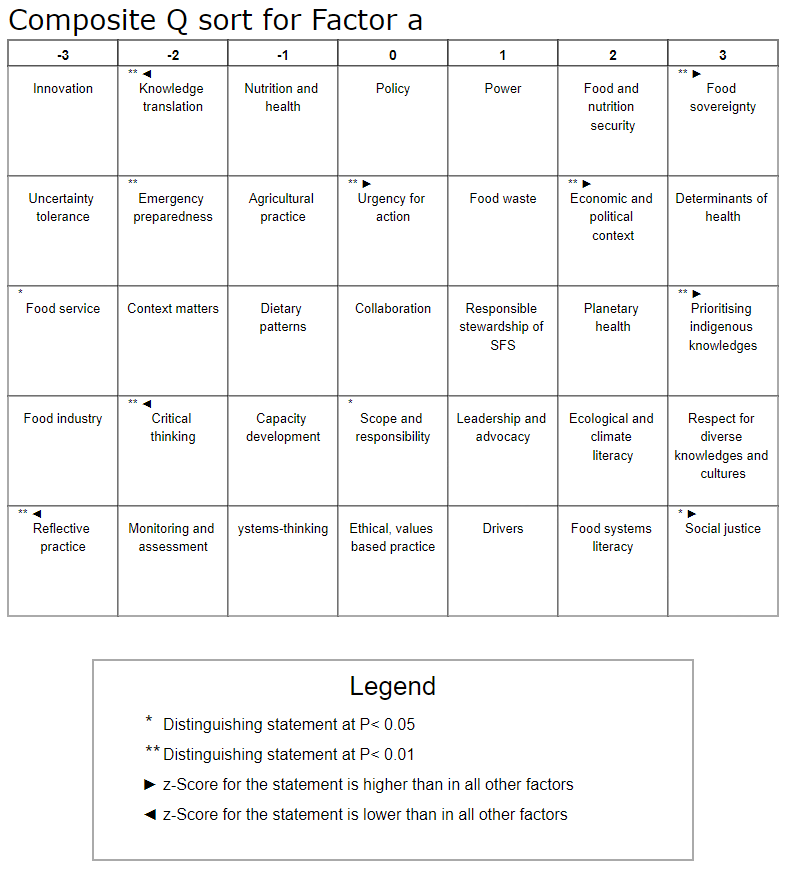 Composite Q sort for Factor a
-3 -2 -1 0 1 2 3
** ◄ ** ►
Innovation Knowledge Nutrition and Policy Power Food and Food
translation health nutrition sovereignty
security
** ** ► ** ►
Uncertainty Emergency Agricultural Urgency for Food waste Economic and Determinants of
tolerance preparedness practice action political health
context
* ** ►
Food service Context matters Dietary Collaboration Responsible Planetary Prioritising
patterns stewardship of health indigenous
SFS knowledges
** ◄ *
Food industry Critical Capacity Scope and Leadership and Ecological and Respect for
thinking development responsibility advocacy climate diverse
literacy knowledges and
cultures
** ◄ * ►
Reflective Monitoring and ystems-thinking Ethical, values Drivers Food systems Social justice
practice assessment based practice literacy
Legend
* Distinguishing statement at P< 0.05
** Distinguishing statement at P< 0.01
► z-Score for the statement is higher than in all other factors
◄ z-Score for the statement is lower than in all other factors